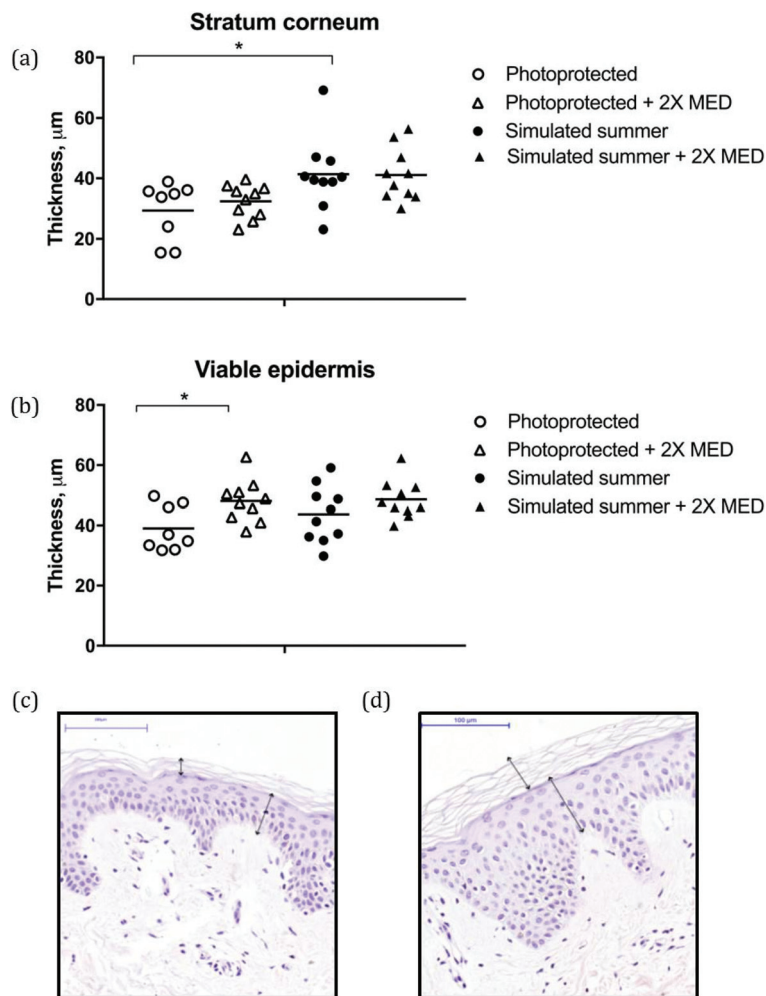 Stratum corneum
(a)
*
80
60
40
20
0
Thickness, μm
Photoprotected
Photoprotected + 2X MED
Simulated summer
Simulated summer + 2X MED
Viable epidermis
(b)
*
80
60
40
20
0
Thickness, μm
Photoprotected
Photoprotected + 2X MED
Simulated summer
Simulated summer + 2X MED
(c)
(d)
100 μm